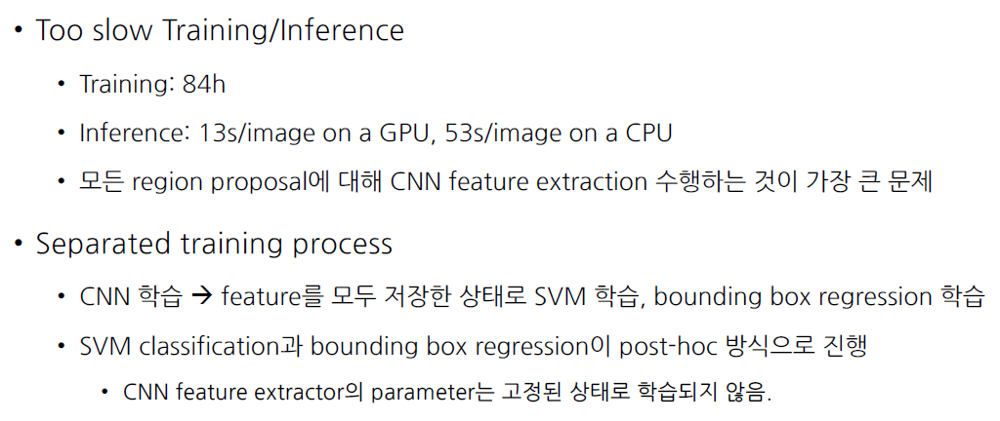 • Too slow Training/Inference
• Training: 84h
• Inference: 13s/image on a GPU, 53s/image on a CPU
• 모든 region proposal에 대해 CNN feature extraction 수행하는 것이 가장 큰 문제
• Separated training process
• CNN 학습 → feature를 모두 저장한 상태로 SVM 학습, bounding box regression 학습
• SVM classification과 bounding box regression이 post-hoc 방식으로 진행
• CNN feature extractor의 parameter는 고정된 상태로 학습되지 않음.